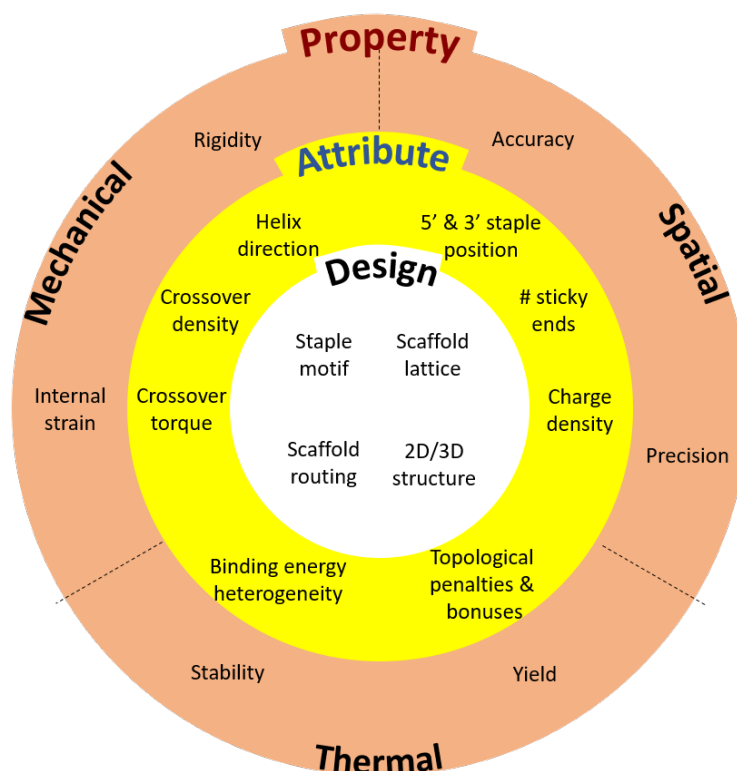 Property
Rigidity
Accuracy
Attribute
Mechanical
Spatial
Helix
direction
5’ & 3’ staple
position
Design
Crossover
density
# sticky
ends
Staple
motif
Scaffold
lattice
Internal
strain
Crossover
torque
Charge
density
Scaffold
routing
2D/3D
structure
Precision
Binding energy
heterogeneity
Topological
penalties &
bonuses
Stability
Yield
Thermal